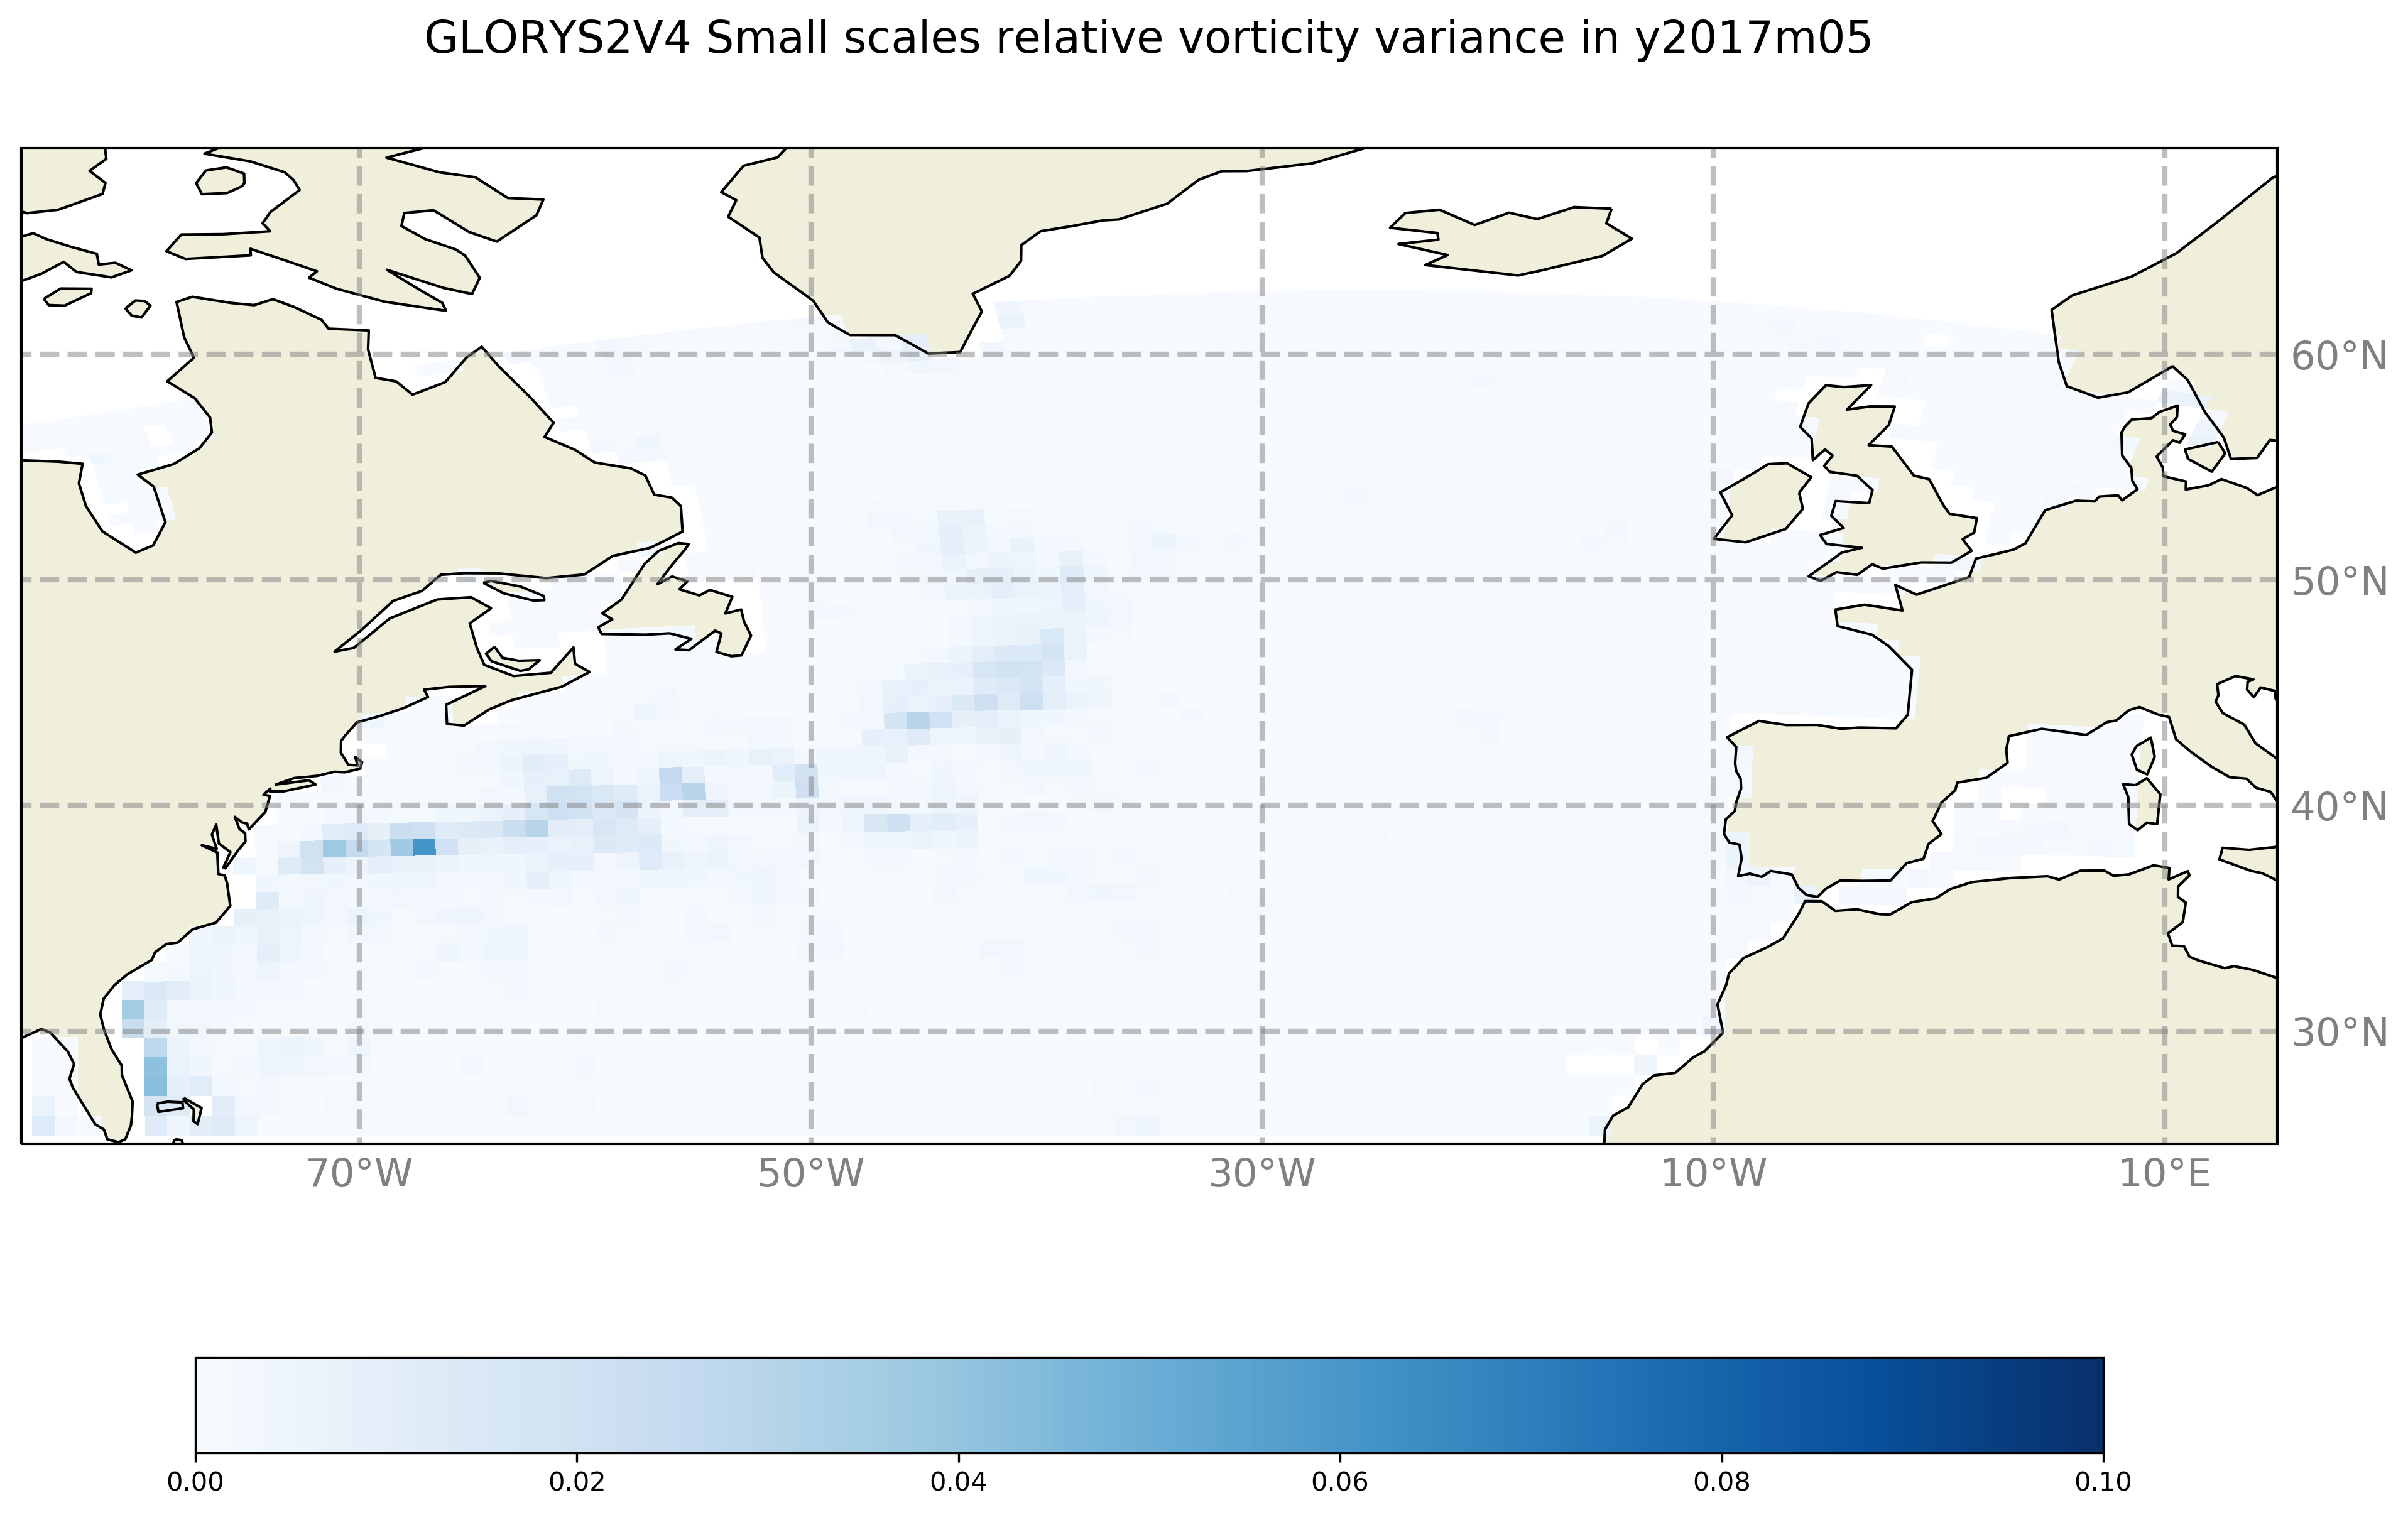 GLORYS2V4 Small scales relative vorticity variance in y2017m05
60°N
50°N
40°N
30°N
70°W 50°W 30°W 10°W 10°E
0.00 0.02 0.04 0.06 0.08 0.10